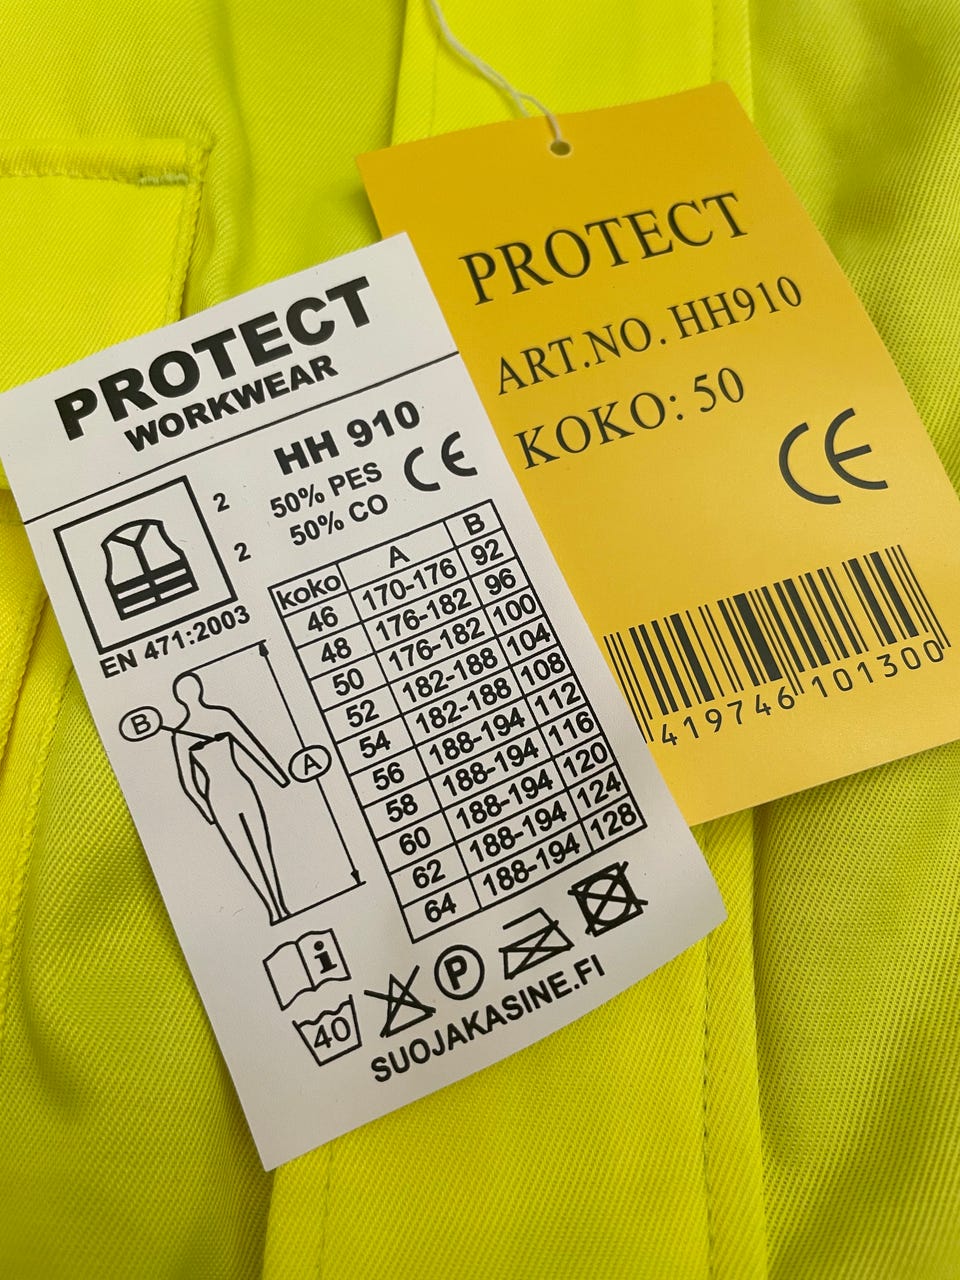 PROTECT
ART.NO. HH910
KOKO: 50
CE
419746 101300
PROTECT
WORKWEAR
HH 910
50% PES
50% CO
CE
2
2
EN 471:2003
koko A B
46 170-176 92
48 176-182 96
50 176-182 100
52 182-188 104
54 182-188 108
56 188-194 112
58 188-194 116
60 188-194 120
62 188-194 124
64 188-194 128
B
A
i
40
P
SUOJAKASINE.FI